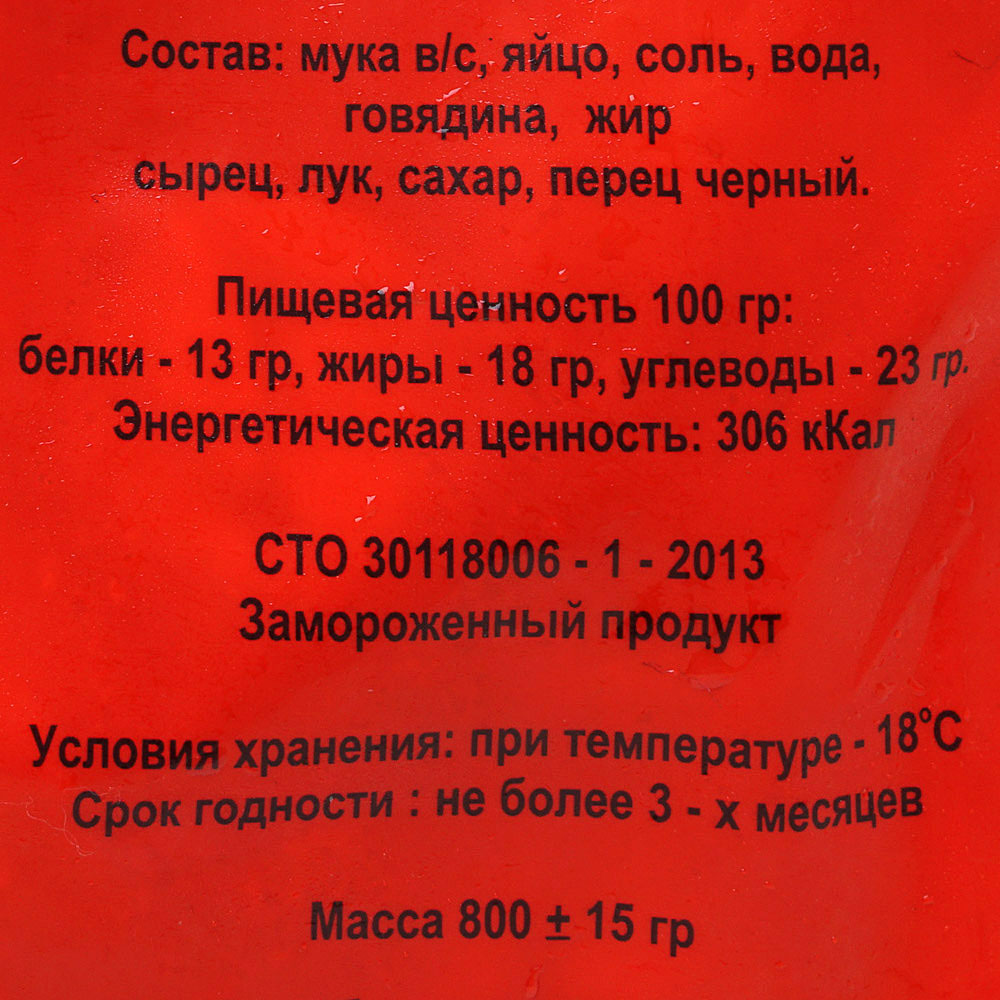 Состав: мука в/с, яйцо, соль, вода,
говядина, жир
сырец, лук, сахар, перец черный.
Пищевая ценность 100 гр:
белки - 13 гр, жиры - 18 гр, углеводы - 23 гр.
Энергетическая ценность: 306 кКал
СТО 30118006 - 1 - 2013
Замороженный продукт
Условия хранения: при температуре - 18°С
Срок годности : не более 3 - х месяцев
Масса 800 ± 15 гр